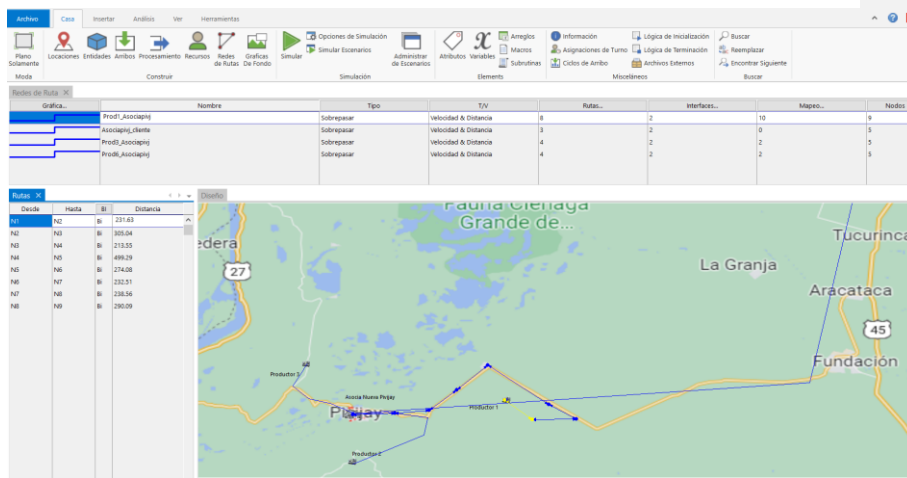 Archivo Casa Insertar Análisis Ver Herramientas
Plano Solamente
Locaciones Entidades Arribos Procesamiento Recursos Redes de Rutas Graficas De Fondo
Simular
Opciones de Simulación
Simular Escenarios
Administrar de Escenarios
Atributos Variables
Arreglos
Macros
Subrutinas
Información
Asignaciones de Turno
Ciclos de Arribo
Lógica de Inicialización
Lógica de Terminación
Archivos Externos
Buscar
Reemplazar
Encontrar Siguiente
Moda Construir Simulación Elements Misceláneos Buscar
Redes de Ruta
Gráfica... Nombre Tipo T/V Rutas... Interfaces... Mapeo... Nodos
Prod1_Asociapivj Sobrepasar Velocidad & Distancia 8 2 10 9
Asociapivj_cliente Sobrepasar Velocidad & Distancia 3 2 0 5
Prod3_Asociapivj Sobrepasar Velocidad & Distancia 4 2 2 5
Prod6_Asociapivj Sobrepasar Velocidad & Distancia 4 2 2 5
Rutas
Diseño
Desde Hasta BI Distancia
N1 N2 Bi 231.63
N2 N3 Bi 305.04
N3 N4 Bi 213.55
N4 N5 Bi 499.29
N5 N6 Bi 274.08
N6 N7 Bi 232.51
N7 N8 Bi 238.56
N8 N9 Bi 290.09
Fauna Ciénaga
Grande de...
Tucurinca
edera
27
La Granja
Aracataca
45
Fundación
Productor 3
Asocia Nueva Pivijay
Pivijay
Productor 1
Productor 2